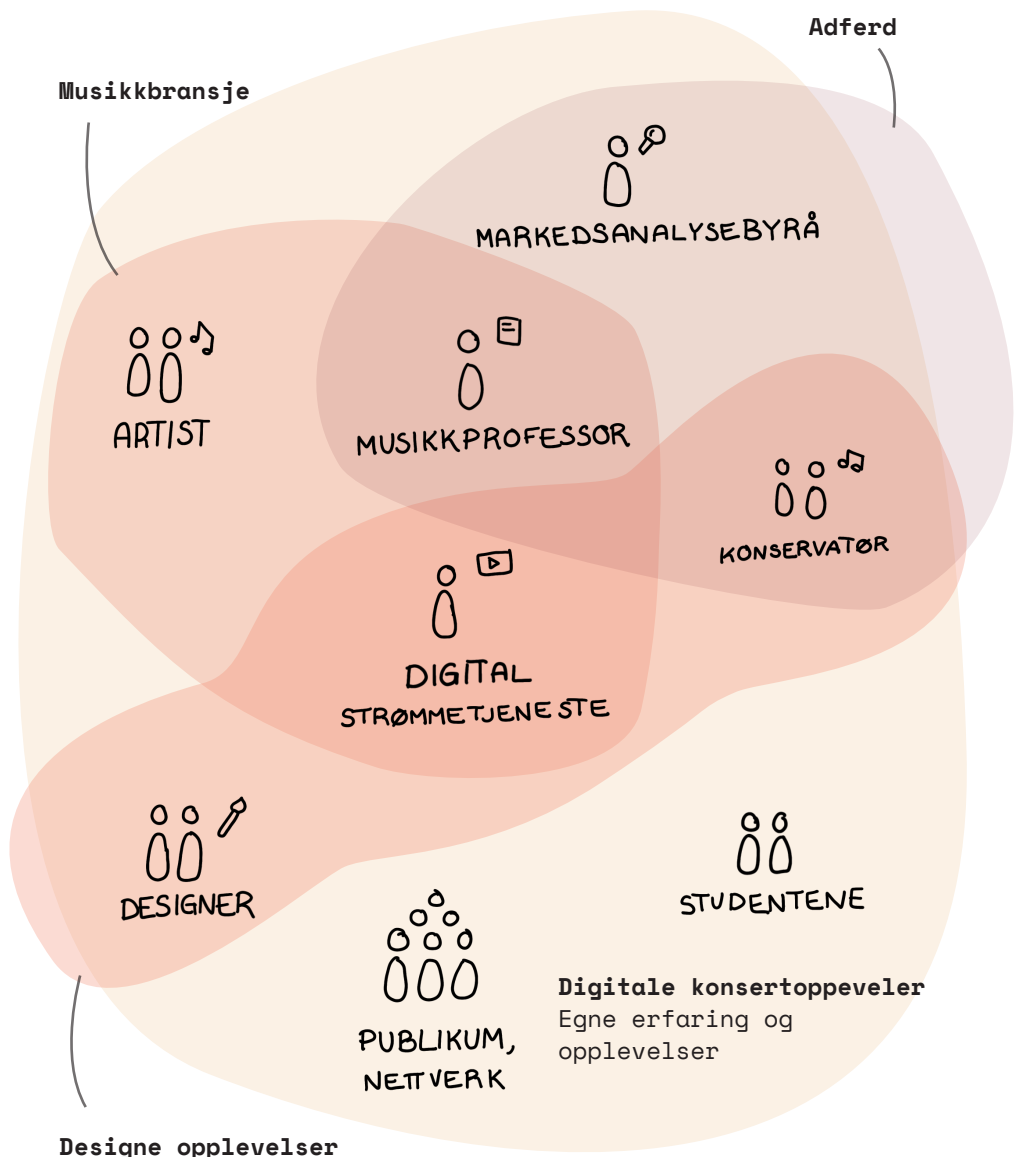 Adferd
Musikkbransje
MARKEDSANALYSEBYRÅ
ARTIST
MUSIKKPROFESSOR
KONSERVATØR
DIGITAL
STRØMMETJENESTE
DESIGNER
STUDENTENE
PUBLIKUM,
NETTVERK
Digitale konsertoppeveler
Egne erfaring og
opplevelser
Designe opplevelser